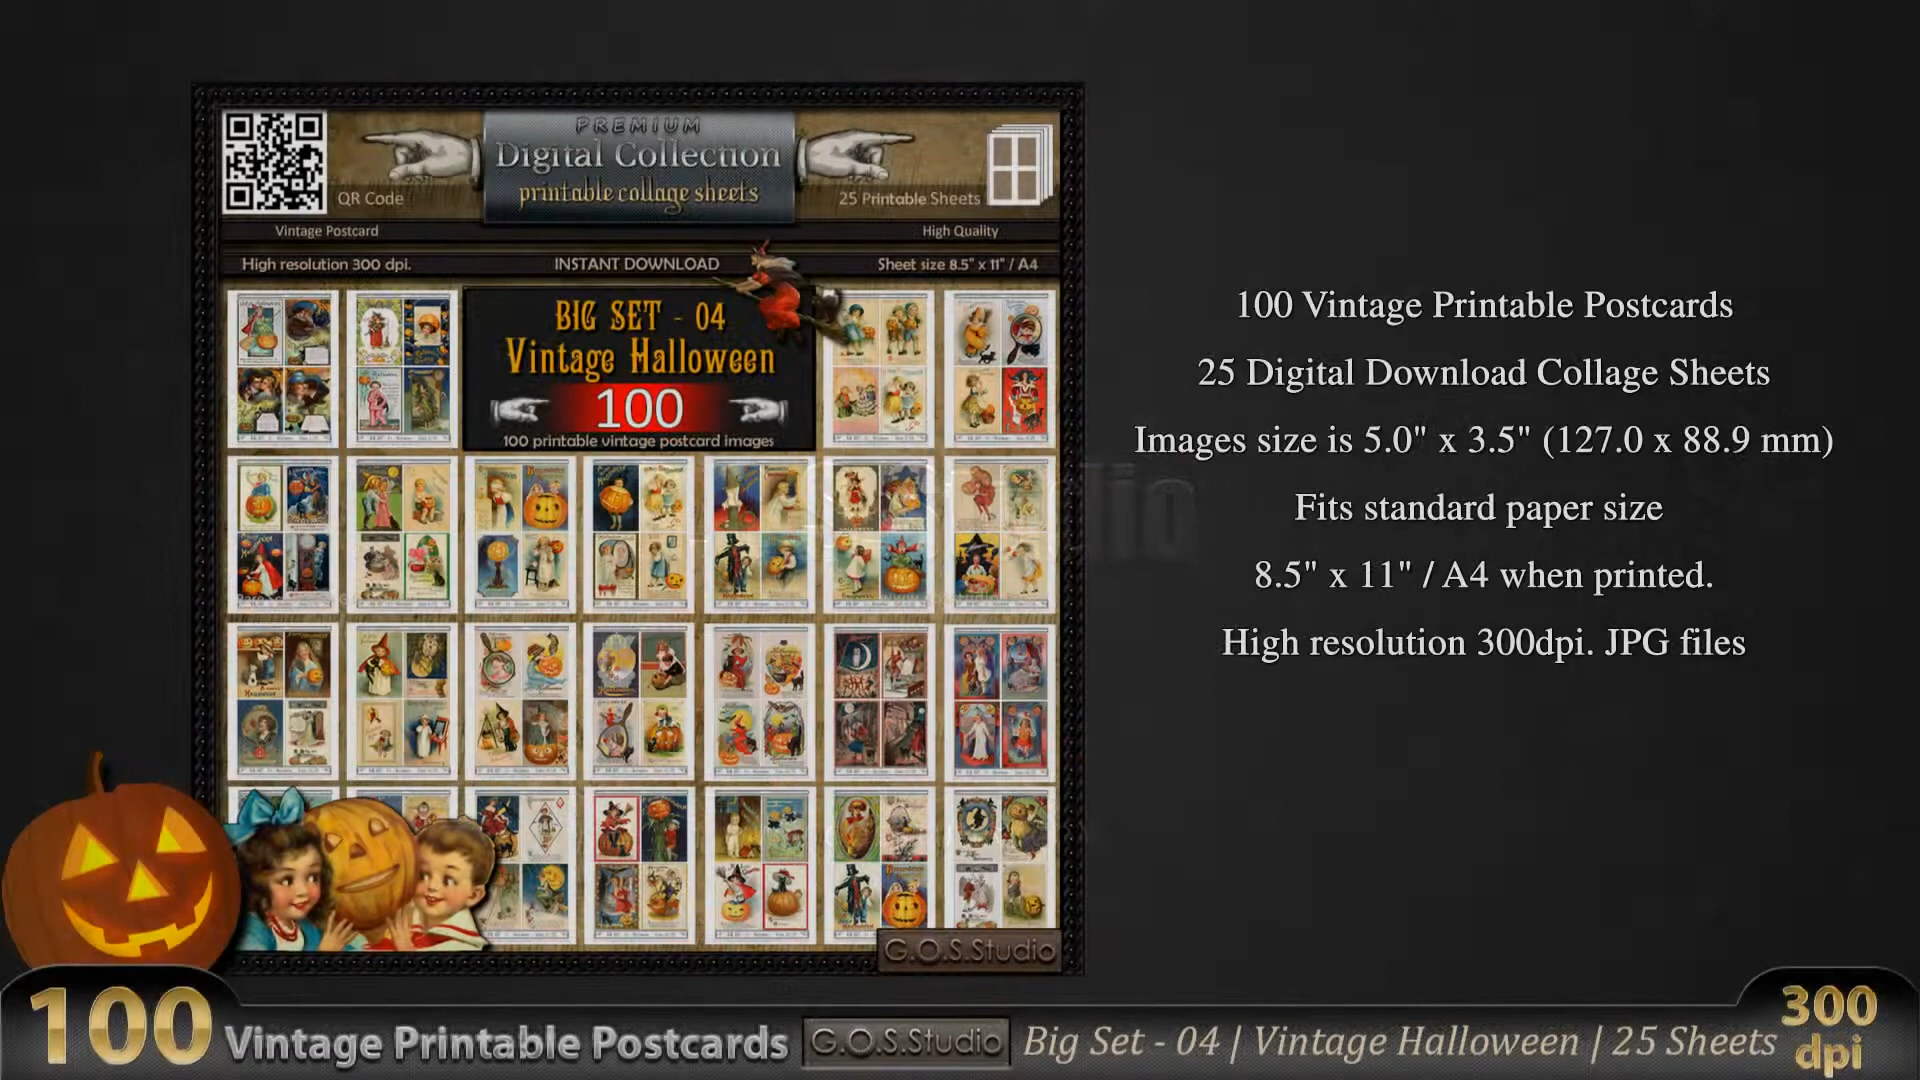 PREMIUM
Digital Collection
printable collage sheets
QR Code
25 Printable Sheets
Vintage Postcard
High Quality
High resolution 300 dpi.
INSTANT DOWNLOAD
Sheet size 8.5" x 11" / A4
BIG SET - 04
Vintage Halloween
100
100 printable vintage postcard images
G.O.S.Studio
100 Vintage Printable Postcards
25 Digital Download Collage Sheets
Images size is 5.0" x 3.5" (127.0 x 88.9 mm)
Fits standard paper size
8.5" x 11" / A4 when printed.
High resolution 300dpi. JPG files
100 Vintage Printable Postcards
G.O.S.Studio
Big Set - 04 | Vintage Halloween | 25 Sheets
300
dpi